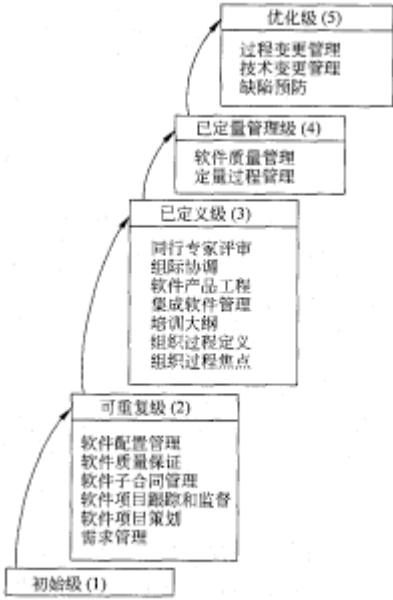 优化级 (5)
过程变更管理
技术变更管理
缺陷预防
已定量管理级 (4)
软件质量管理
定量过程管理
已定义级 (3)
同行专家评审
组际协调
软件产品工程
集成软件管理
培训大纲
组织过程定义
组织过程焦点
可重复级 (2)
软件配置管理
软件质量保证
软件子合同管理
软件项目跟踪和监督
软件项目策划
需求管理
初始级 (1)